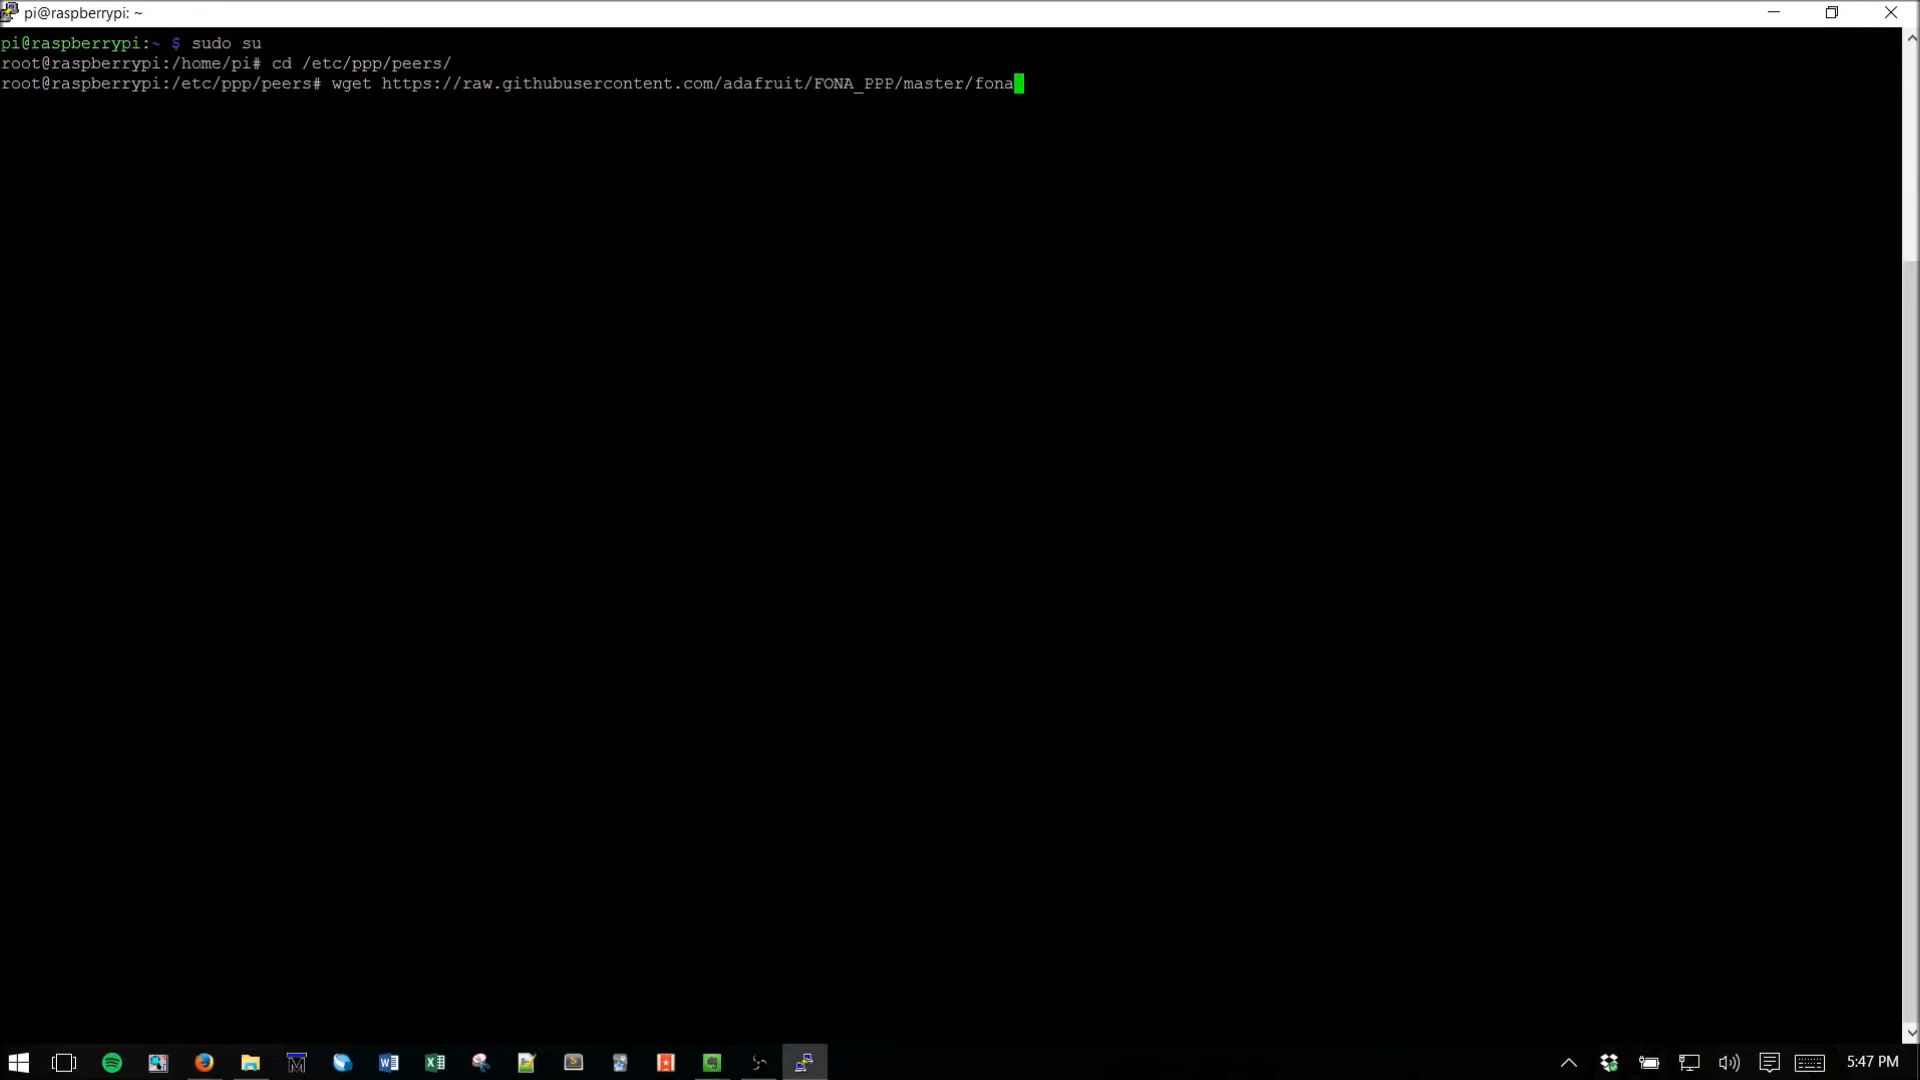 pi@raspberrypi: ~
pi@raspberrypi:~ $ sudo su
root@raspberrypi:/home/pi# cd /etc/ppp/peers/
root@raspberrypi:/etc/ppp/peers# wget https://raw.githubusercontent.com/adafruit/FONA_PPP/master/fona
5:47 PM